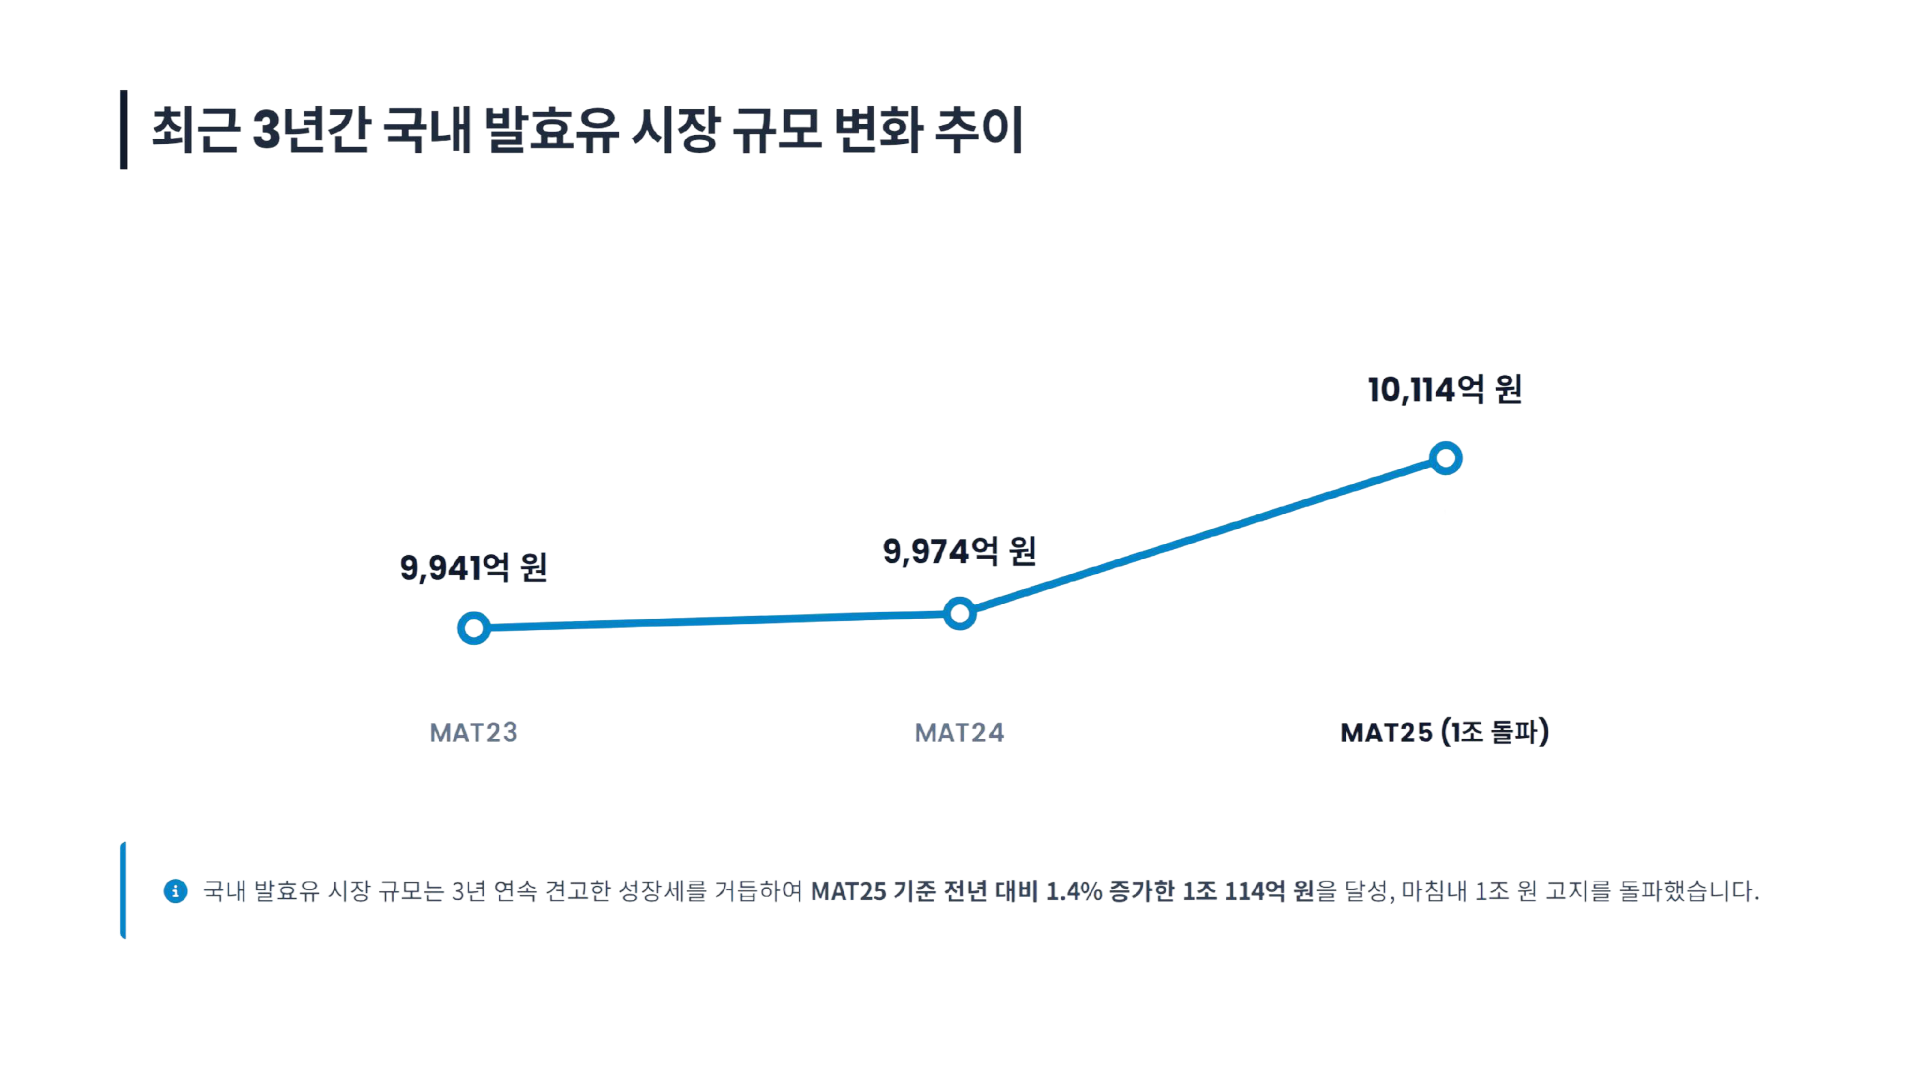 최근 3년간 국내 발효유 시장 규모 변화 추이
10,114억 원
9,974억 원
9,941억 원
MAT23
MAT24
MAT25 (1조 돌파)
국내 발효유 시장 규모는 3년 연속 견고한 성장세를 거듭하여 MAT25 기준 전년 대비 1.4% 증가한 1조 114억 원을 달성, 마침내 1조 원 고지를 돌파했습니다.